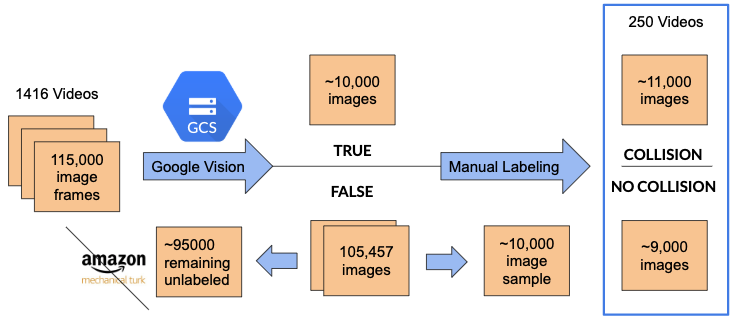 1416 Videos
115,000
image
frames
GCS
Google Vision
~10,000
images
TRUE
FALSE
Manual Labeling
250 Videos
~11,000
images
COLLISION
NO COLLISION
~9,000
images
amazon
mechanical turk
~95000
remaining
unlabeled
105,457
images
~10,000
image
sample